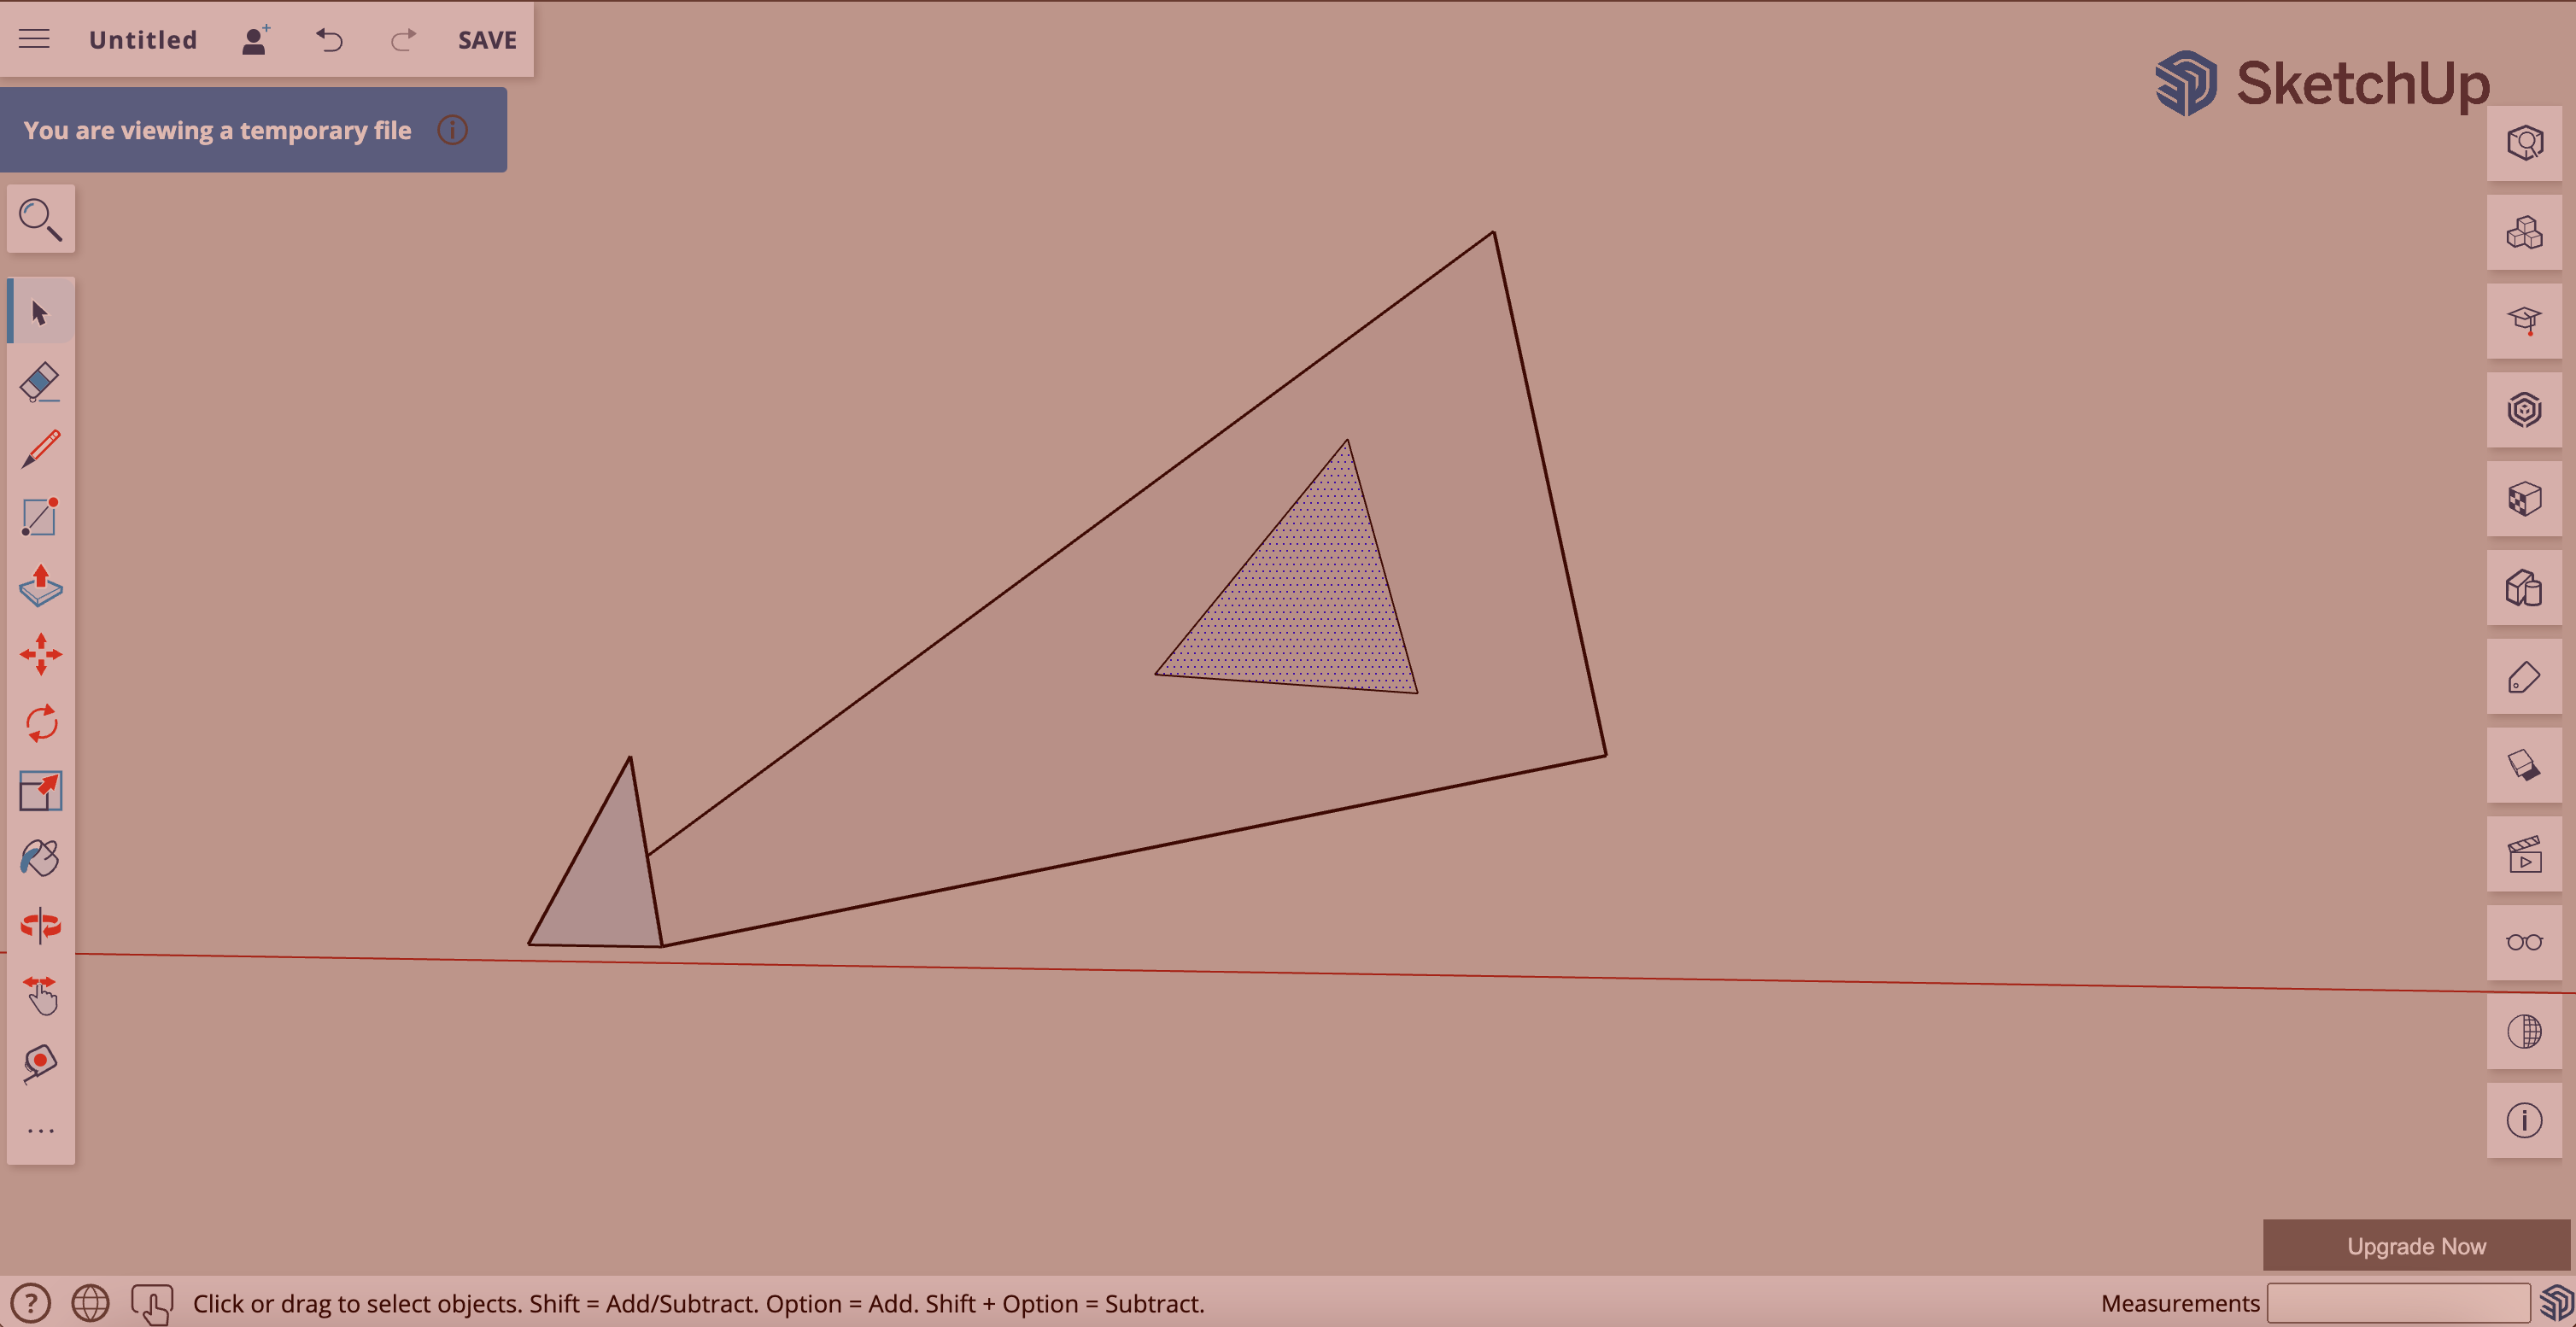 Untitled
SAVE
SketchUp
You are viewing a temporary file
Upgrade Now
Click or drag to select objects. Shift = Add/Subtract. Option = Add. Shift + Option = Subtract.
Measurements